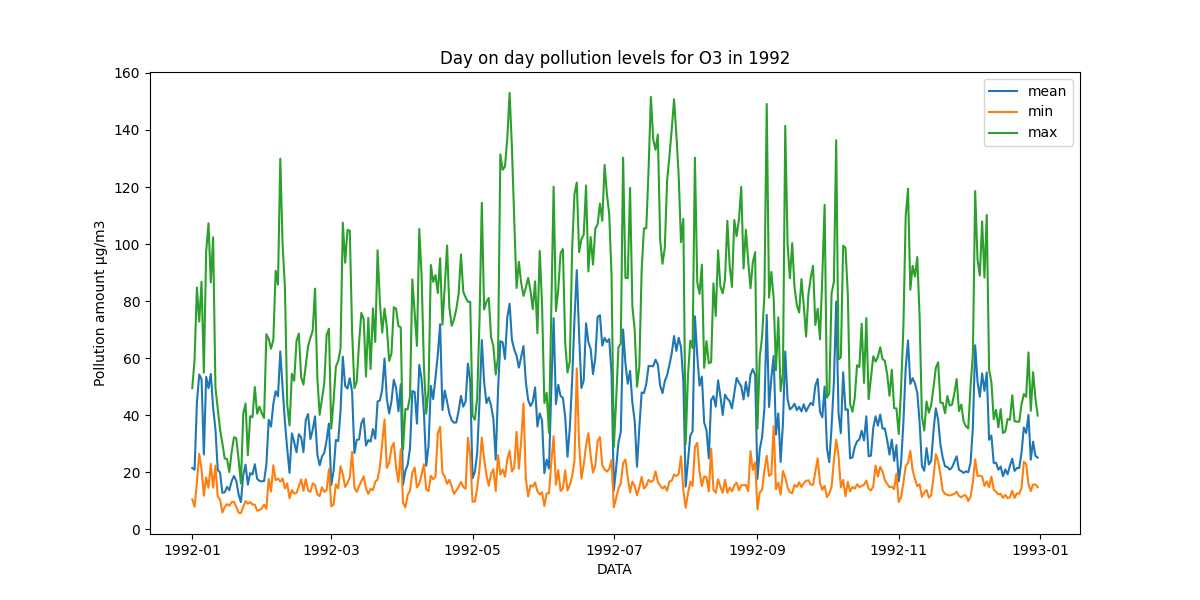 Day on day pollution levels for O3 in 1992
160
140
120
100
80
60
40
20
0
Pollution amount µg/m3
mean
min
max
1992-01
1992-03
1992-05
1992-07
1992-09
1992-11
1993-01
DATA